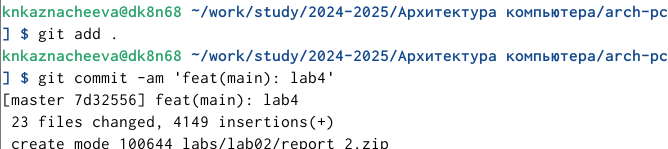 knkaznacheeva@dk8n68 ~/work/study/2024-2025/Архитектура компьютера/arch-pc
] $ git add .
knkaznacheeva@dk8n68 ~/work/study/2024-2025/Архитектура компьютера/arch-pc
] $ git commit -am 'feat(main): lab4'
[master 7d32556] feat(main): lab4
 23 files changed, 4149 insertions(+)
 create mode 100644 labs/lab02/report 2.zip